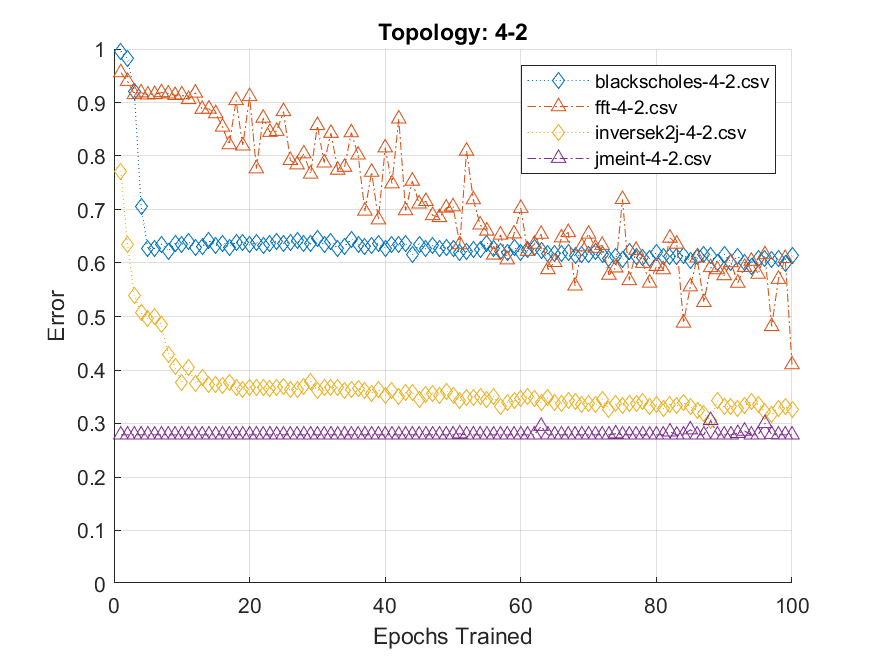 Topology: 4-2
blackscholes-4-2.csv
fft-4-2.csv
inversek2j-4-2.csv
jmeint-4-2.csv
Error
1
0.9
0.8
0.7
0.6
0.5
0.4
0.3
0.2
0.1
0
0 20 40 60 80 100
Epochs Trained